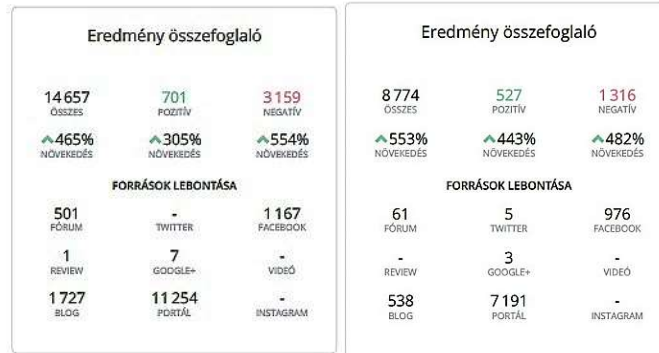 Eredmény összefoglaló
14 657 701 3 159
ÖSSZES POZITÍV NEGATÍV
465% 305% 554%
NÖVEKEDÉS NÖVEKEDÉS NÖVEKEDÉS
FORRÁSOK LEBONTÁSA
501 - 1 167
FÓRUM TWITTER FACEBOOK
1 7 -
REVIEW GOOGLE+ VIDEÓ
1 727 11 254 -
BLOG PORTÁL INSTAGRAM
Eredmény összefoglaló
8 774 527 1 316
ÖSSZES POZITÍV NEGATÍV
553% 443% 482%
NÖVEKEDÉS NÖVEKEDÉS NÖVEKEDÉS
FORRÁSOK LEBONTÁSA
61 5 976
FÓRUM TWITTER FACEBOOK
- 3 -
REVIEW GOOGLE+ VIDEÓ
538 7 191 -
BLOG PORTÁL INSTAGRAM